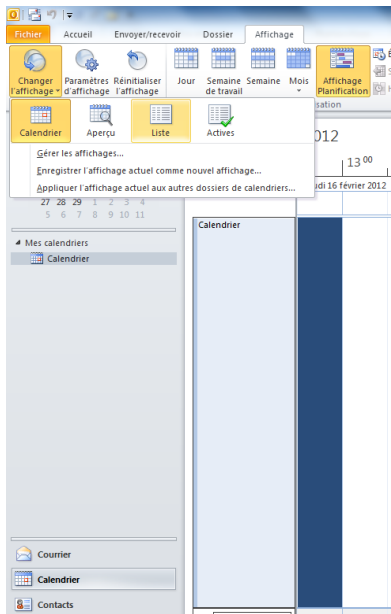 Fichier Accueil Envoyer/recevoir Dossier Affichage
Changer l'affichage
Paramètres d'affichage
Réinitialiser l'affichage
Jour
Semaine de travail
Semaine
Mois
Affichage Planification
sation
Calendrier Aperçu Liste Actives
Gérer les affichages...
Enregistrer l'affichage actuel comme nouvel affichage...
Appliquer l'affichage actuel aux autres dossiers de calendriers...
012
13 00
udi 16 février 2012
27 28 29 1 2 3 4
5 6 7 8 9 10 11
Calendrier
Mes calendriers
Calendrier
Courrier
Calendrier
Contacts